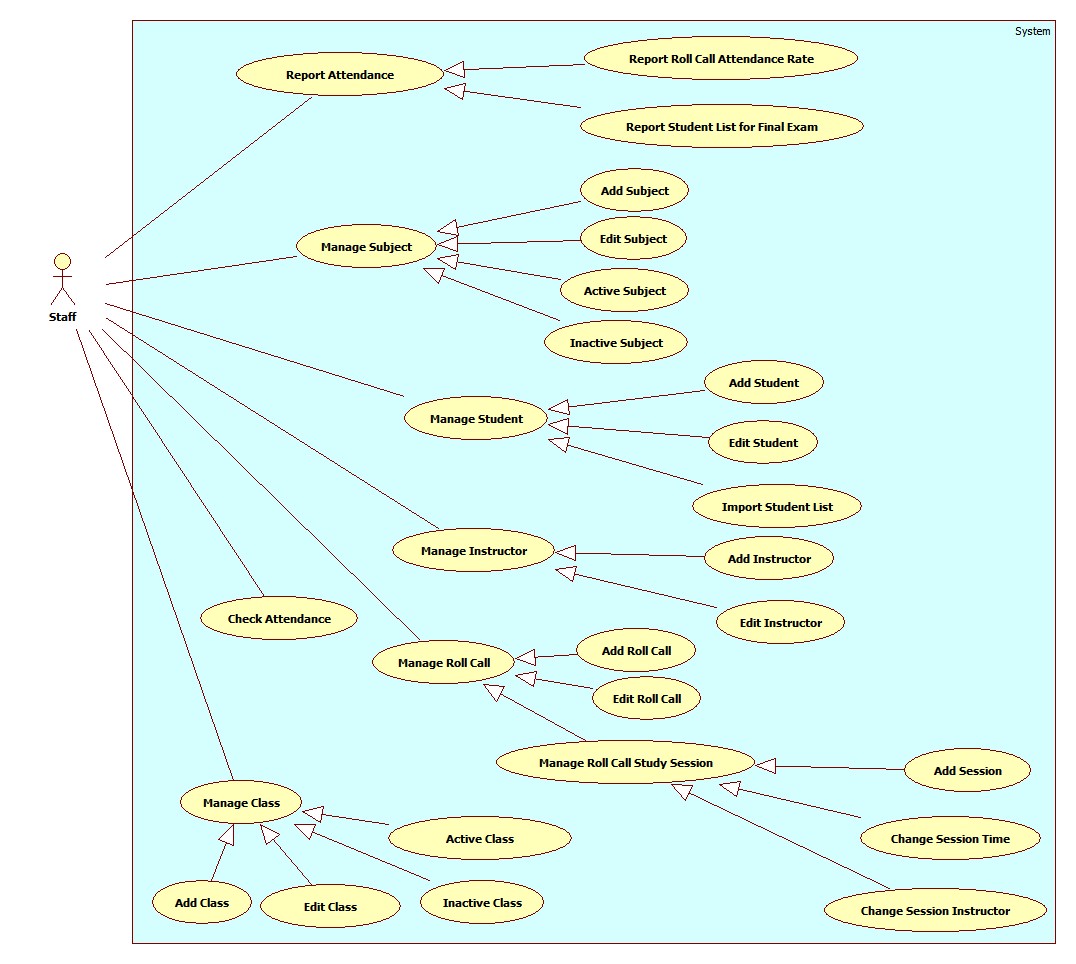 System
Report Roll Call Attendance Rate
Report Attendance
Report Student List for Final Exam
Add Subject
Edit Subject
Manage Subject
Active Subject
Staff
Inactive Subject
Add Student
Manage Student
Edit Student
Import Student List
Manage Instructor
Add Instructor
Check Attendance
Edit Instructor
Add Roll Call
Manage Roll Call
Edit Roll Call
Manage Roll Call Study Session
Add Session
Manage Class
Active Class
Change Session Time
Add Class
Edit Class
Inactive Class
Change Session Instructor